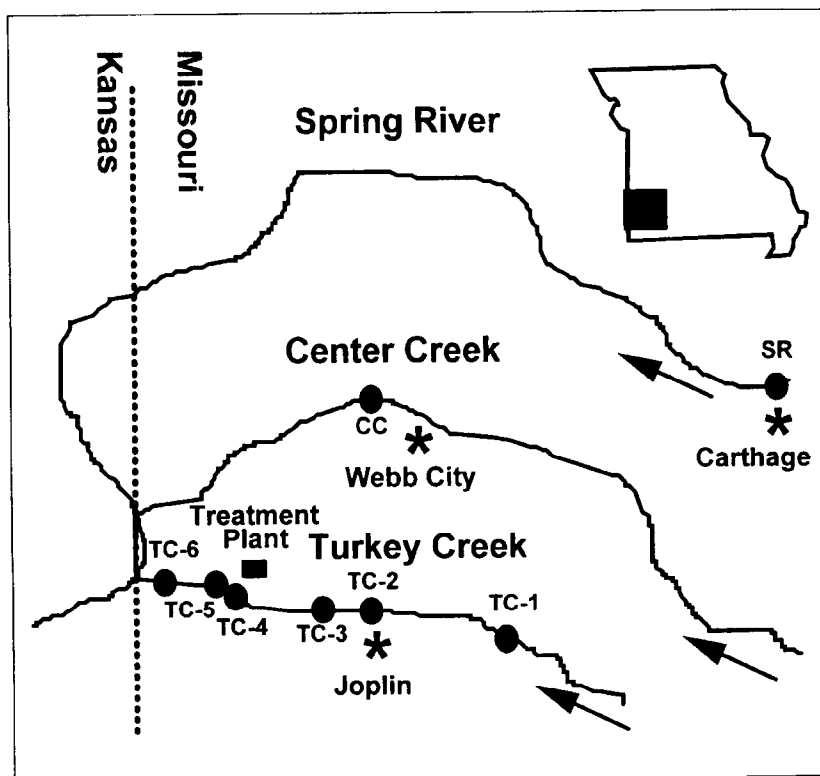 Kansas
Missouri
Spring River
SR
Carthage
Center Creek
CC
Webb City
Treatment
Plant
Turkey Creek
TC-6
TC-5
TC-4
TC-3
TC-2
TC-1
Joplin